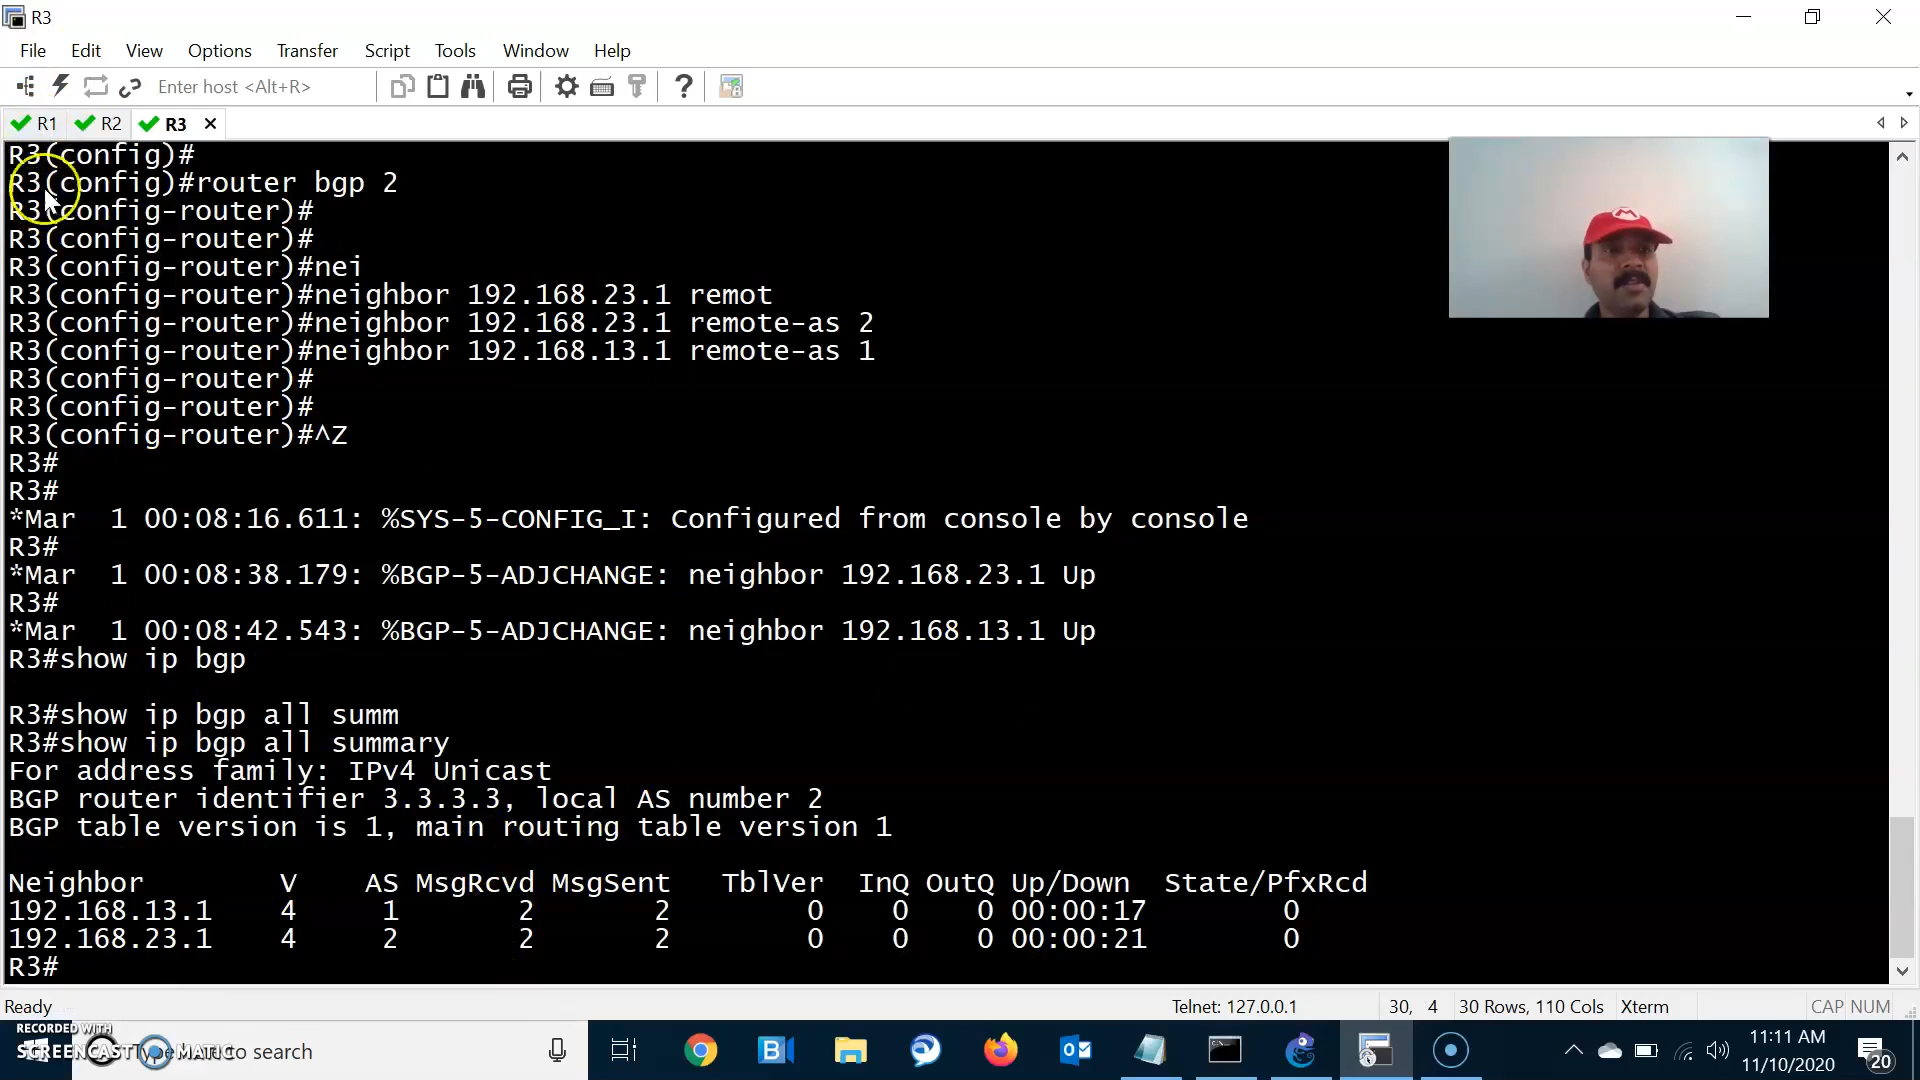 R3
File Edit View Options Transfer Script Tools Window Help
Enter host <Alt+R>
R1 R2 R3
R3(config)#
R3(config)#router bgp 2
R3(config-router)#
R3(config-router)#
R3(config-router)#nei
R3(config-router)#neighbor 192.168.23.1 remot
R3(config-router)#neighbor 192.168.23.1 remote-as 2
R3(config-router)#neighbor 192.168.13.1 remote-as 1
R3(config-router)#
R3(config-router)#
R3(config-router)#^Z
R3#
R3#
*Mar  1 00:08:16.611: %SYS-5-CONFIG_I: Configured from console by console
R3#
*Mar  1 00:08:38.179: %BGP-5-ADJCHANGE: neighbor 192.168.23.1 Up
R3#
*Mar  1 00:08:42.543: %BGP-5-ADJCHANGE: neighbor 192.168.13.1 Up
R3#show ip bgp
R3#show ip bgp all summ
R3#show ip bgp all summary
For address family: IPv4 Unicast
BGP router identifier 3.3.3.3, local AS number 2
BGP table version is 1, main routing table version 1
Neighbor V AS MsgRcvd MsgSent TblVer InQ OutQ Up/Down State/PfxRcd
192.168.13.1 4 1 2 2 0 0 0 00:00:17 0
192.168.23.1 4 2 2 2 0 0 0 00:00:21 0
R3#
Ready Telnet: 127.0.0.1 30, 4 30 Rows, 110 Cols Xterm CAP NUM
RECORDED WITH
SCREENCAST MATIC
to search
11:11 AM
11/10/2020
20